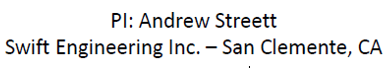 PI: Andrew Streett
Swift Engineering Inc. – San Clemente, CA